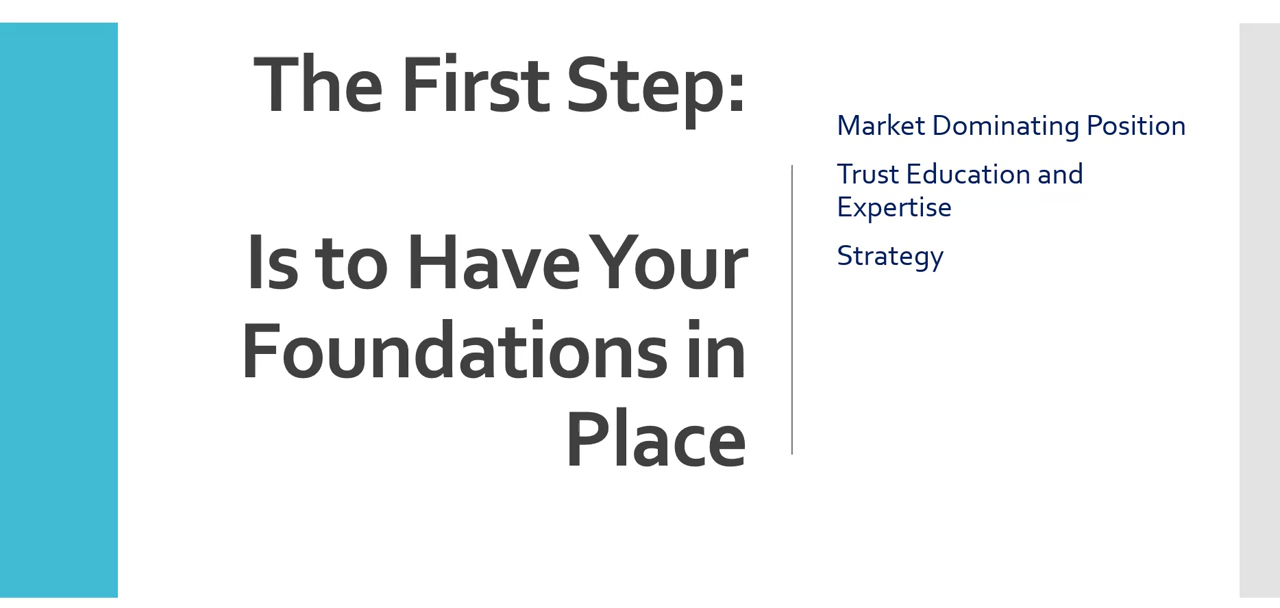 The First Step:
Is to Have Your
Foundations in
Place
Market Dominating Position
Trust Education and
Expertise
Strategy